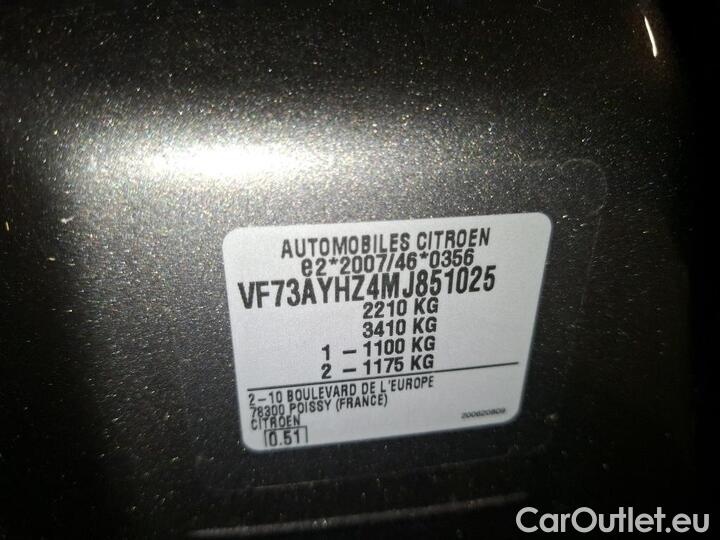 AUTOMOBILES CITROEN
e2*2007/46*0356
VF73AYHZ4MJ851025
2210 KG
3410 KG
1 – 1100 KG
2 – 1175 KG
2–10 BOULEVARD DE L'EUROPE
78300 POISSY (FRANCE)
CITROEN
0.51
200620809
CarOutlet.eu